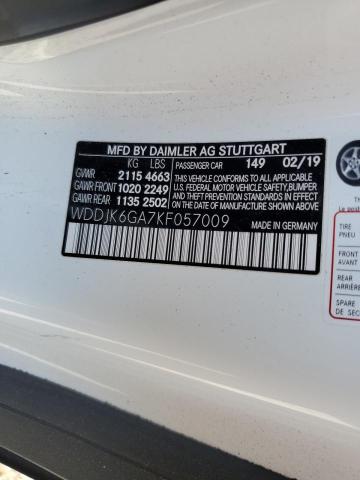 MFD BY DAIMLER AG STUTTGART
KG LBS PASSENGER CAR 149 02/19
GVWR 2115 4663 THIS VEHICLE CONFORMS TO ALL
GAWR FRONT 1020 2249 APPLICABLE U.S. FEDERAL MOTOR
GAWR REAR 1135 2502 VEHICLE SAFETY BUMPER AND
THEFT PREVENTION STANDARDS
IN EFFECT ON THE DATE OF
MANUFACTURE SHOWN ABOVE
WDDJK6GA7KF057009
TH
Le po
TIRE
PNEU
FRONT
AVANT
REAR
ARRIÈRE
SPARE
DE SEC